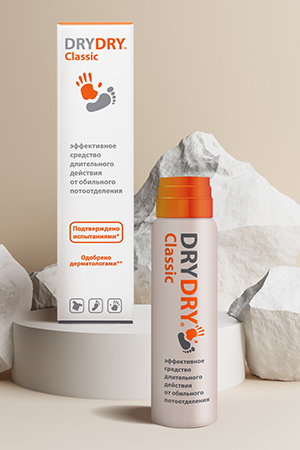 DRYDRY®
Classic
эффективное
средство
длительного
действия
от обильного
потоотделения
Подтверждено
испытаниями*
Одобрено
дерматологами**
DRYDRY®
Classic
эффективное
средство
длительного
действия
от обильного
потоотделения